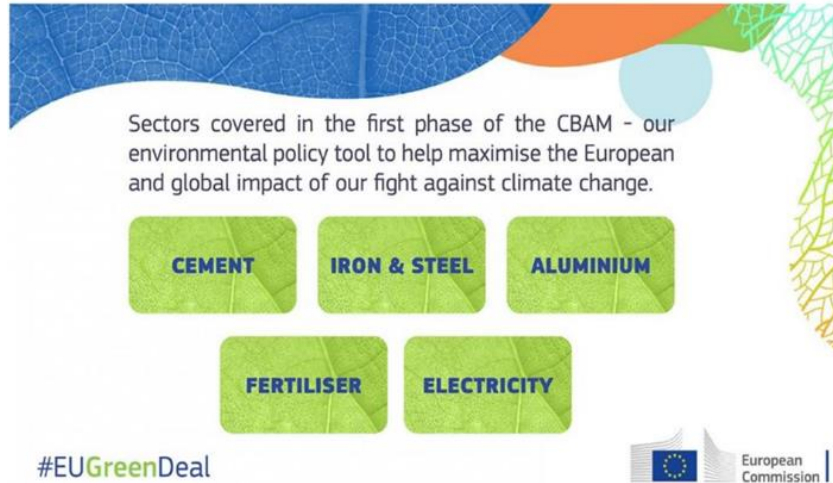 Sectors covered in the first phase of the CBAM - our
environmental policy tool to help maximise the European
and global impact of our fight against climate change.
CEMENT
IRON & STEEL
ALUMINIUM
FERTILISER
ELECTRICITY
#EUGreenDeal
European
Commission